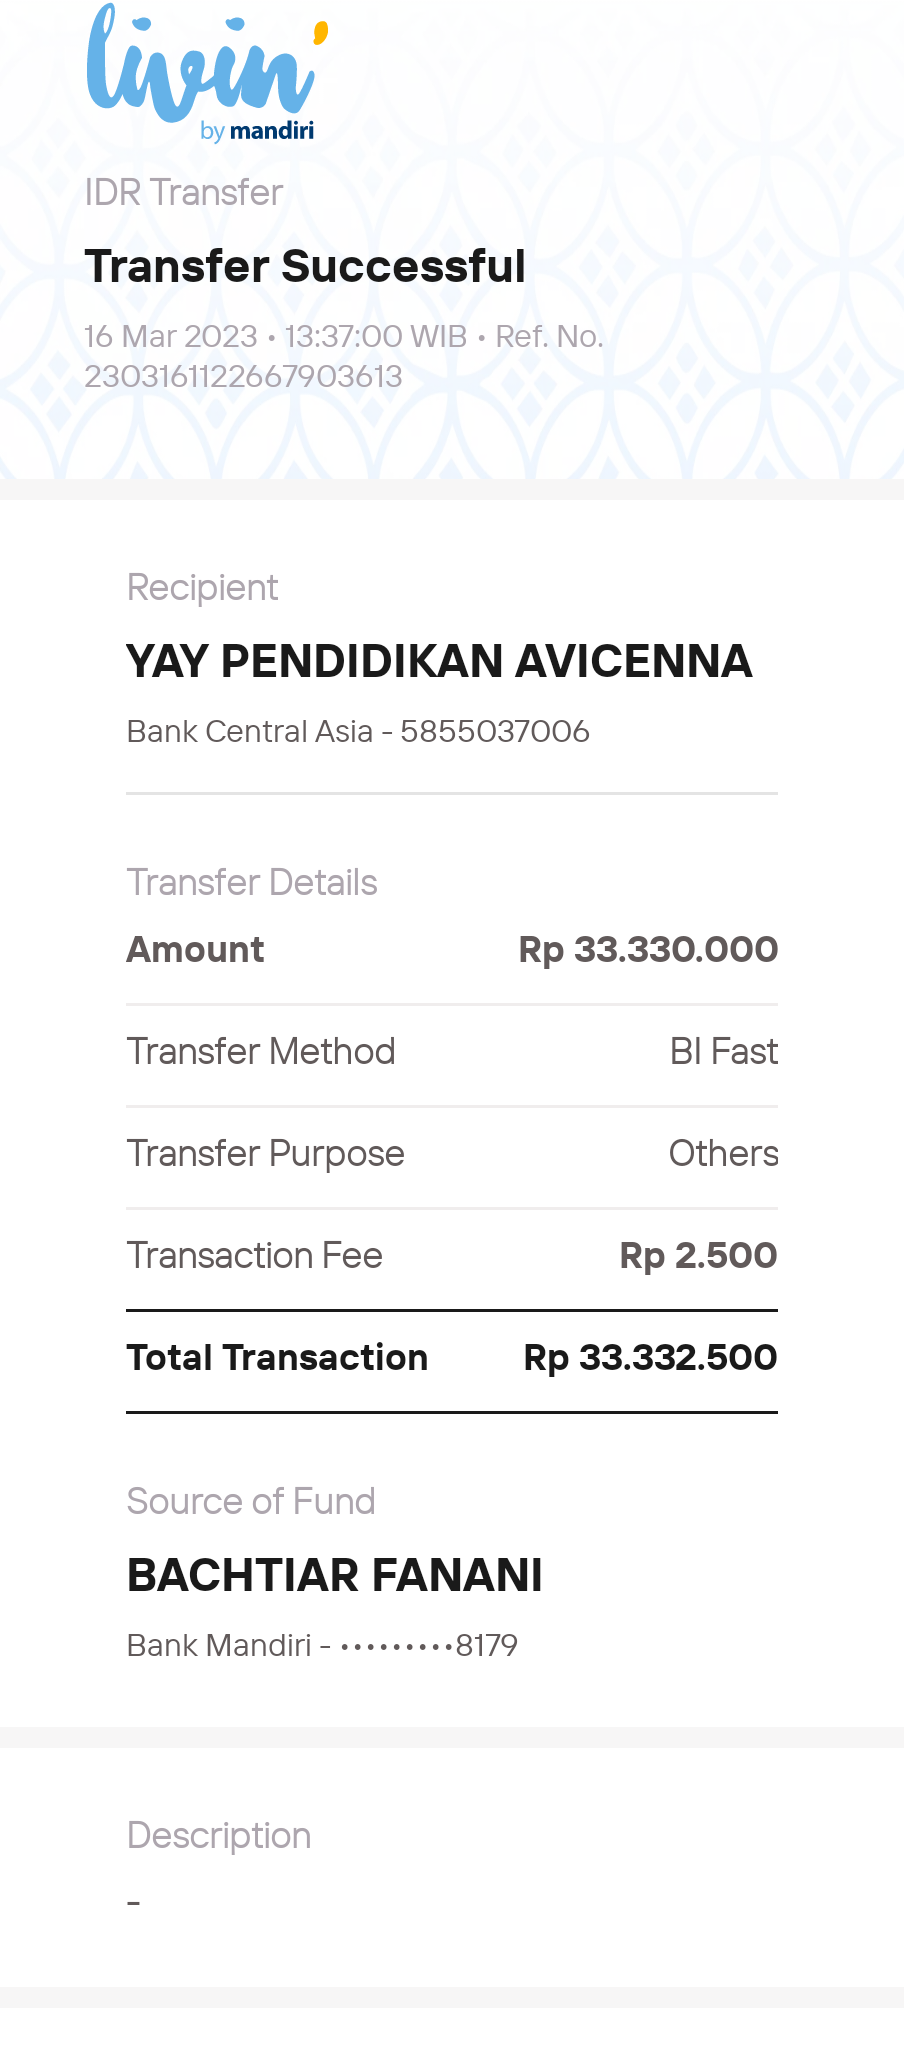 livin'
by mandiri
IDR Transfer
Transfer Successful
16 Mar 2023 • 13:37:00 WIB • Ref. No.
2303161122667903613
Recipient
YAY PENDIDIKAN AVICENNA
Bank Central Asia - 5855037006
Transfer Details
Amount Rp 33.330.000
Transfer Method BI Fast
Transfer Purpose Others
Transaction Fee Rp 2.500
Total Transaction Rp 33.332.500
Source of Fund
BACHTIAR FANANI
Bank Mandiri - •••••••••8179
Description
-